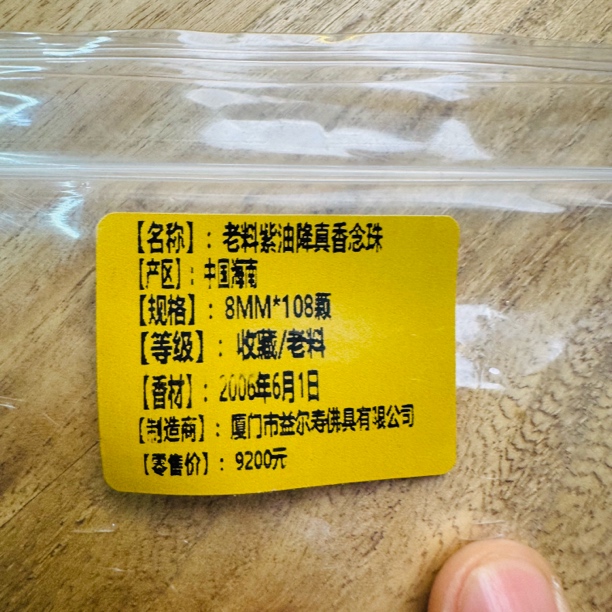 【名称】：老料紫油降真香念珠
【产区】：中国海南
【规格】：8MM*108颗
【等级】：收藏/老料
【香材】：2006年6月1日
【制造商】：厦门市益尔寿佛具有限公司
【零售价】：9200元